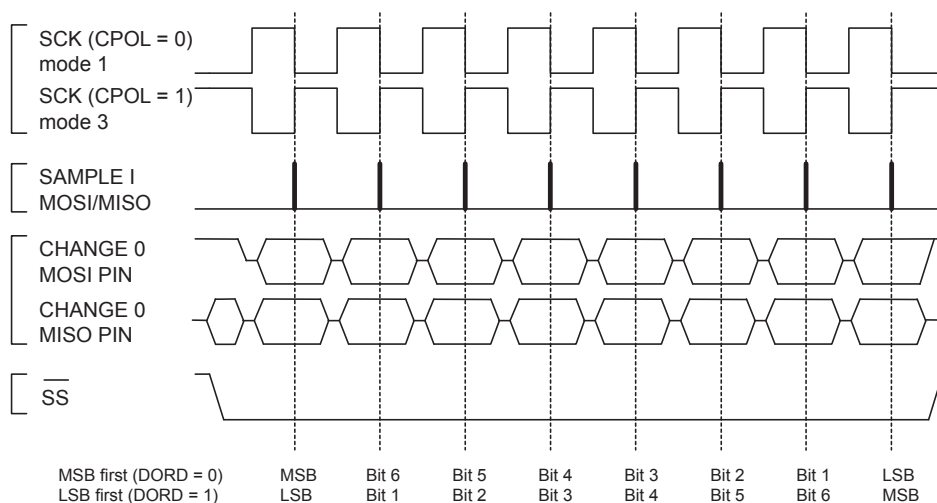 SCK (CPOL = 0)
mode 1
SCK (CPOL = 1)
mode 3
SAMPLE I
MOSI/MISO
CHANGE 0
MOSI PIN
CHANGE 0
MISO PIN
SS
MSB first (DORD = 0) MSB Bit 6 Bit 5 Bit 4 Bit 3 Bit 2 Bit 1 LSB
LSB first (DORD = 1) LSB Bit 1 Bit 2 Bit 3 Bit 4 Bit 5 Bit 6 MSB